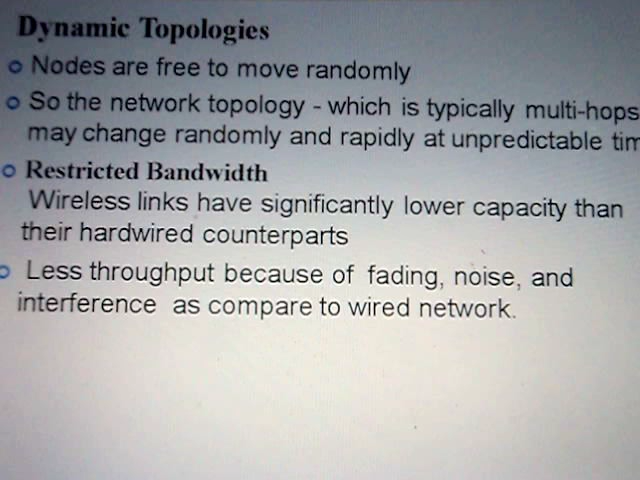 Dynamic Topologies
Nodes are free to move randomly
So the network topology - which is typically multi-hops
may change randomly and rapidly at unpredictable
Restricted Bandwidth
Wireless links have significantly lower capacity than
their hardwired counterparts
Less throughput because of fading, noise, and
interference as compare to wired network.